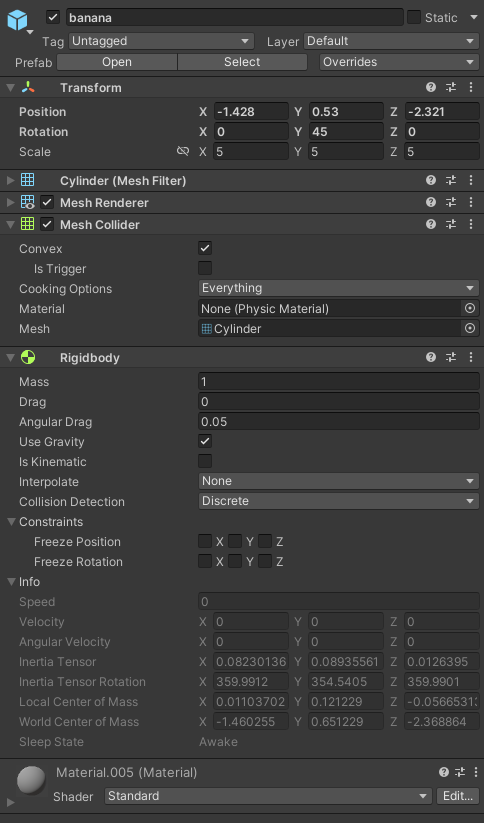 banana Static
Tag Untagged Layer Default
Prefab Open Select Overrides
Transform
Position X -1.428 Y 0.53 Z -2.321
Rotation X 0 Y 45 Z 0
Scale X 5 Y 5 Z 5
Cylinder (Mesh Filter)
Mesh Renderer
Mesh Collider
Convex
Is Trigger
Cooking Options Everything
Material None (Physic Material)
Mesh Cylinder
Rigidbody
Mass 1
Drag 0
Angular Drag 0.05
Use Gravity
Is Kinematic
Interpolate None
Collision Detection Discrete
Constraints
Freeze Position X Y Z
Freeze Rotation X Y Z
Info
Speed 0
Velocity X 0 Y 0 Z 0
Angular Velocity X 0 Y 0 Z 0
Inertia Tensor X 0.08230136 Y 0.08935561 Z 0.0126395
Inertia Tensor Rotation X 359.9912 Y 354.5405 Z 359.9901
Local Center of Mass X 0.01103702 Y 0.121229 Z -0.0566531
World Center of Mass X -1.460255 Y 0.651229 Z -2.368864
Sleep State Awake
Material.005 (Material)
Shader Standard Edit...